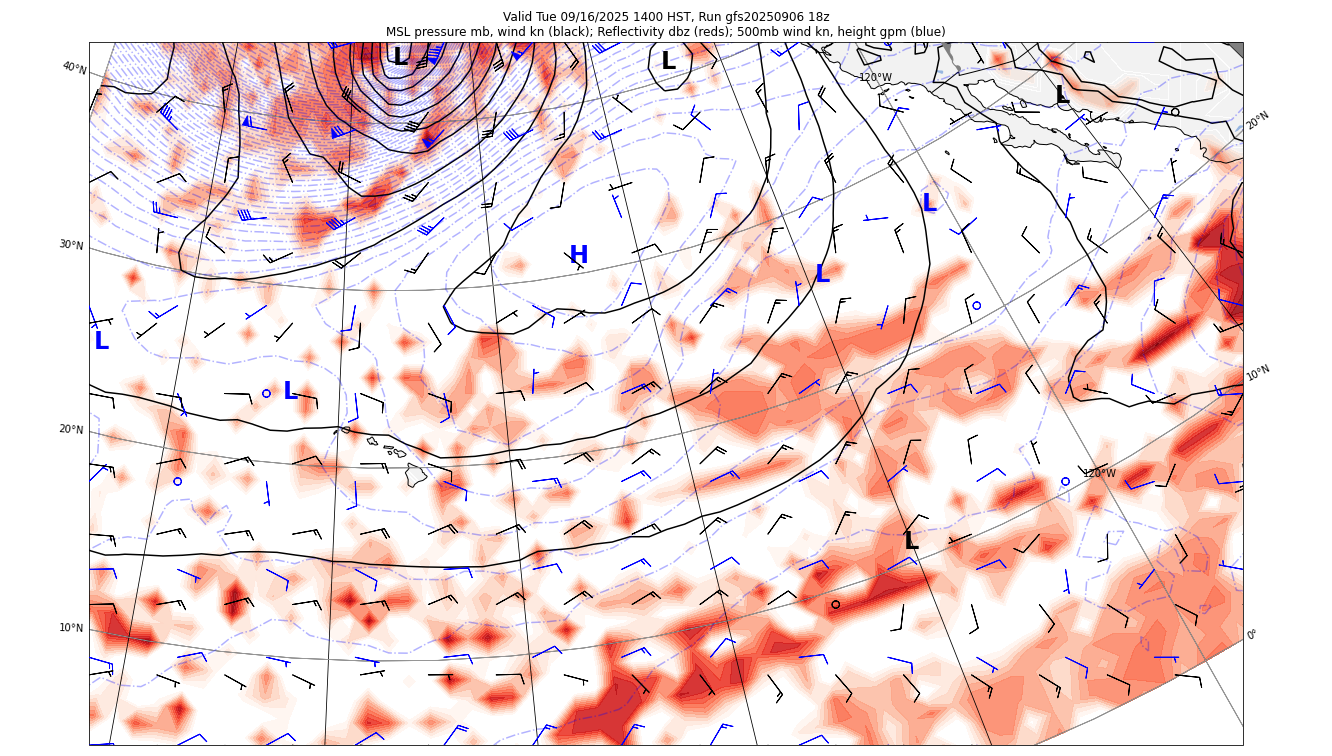 Valid Tue 09/16/2025 1400 HST, Run gfs20250906 18z
MSL pressure mb, wind kn (black); Reflectivity dbz (reds); 500mb wind kn, height gpm (blue)
L
L
40°N
120°W
L
20°N
L
30°N
H
L
L
10°N
L
20°N
120°W
L
10°N
0°